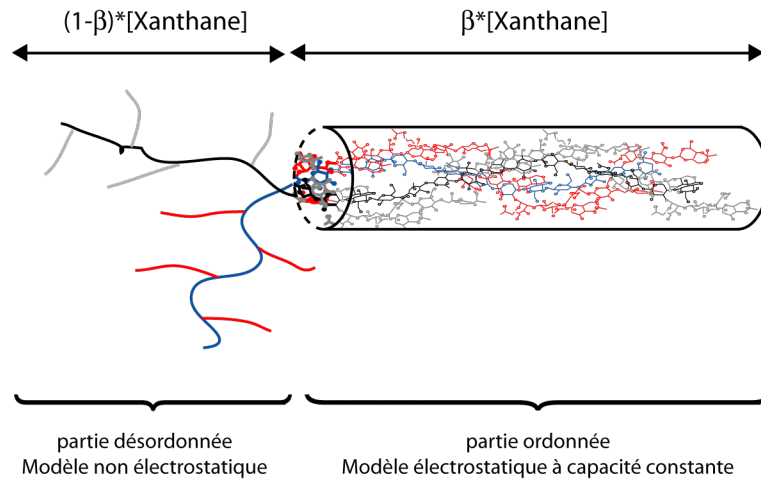 (1-β)*[Xanthane]
β*[Xanthane]
partie désordonnée
Modèle non électrostatique
partie ordonnée
Modèle électrostatique à capacité constante